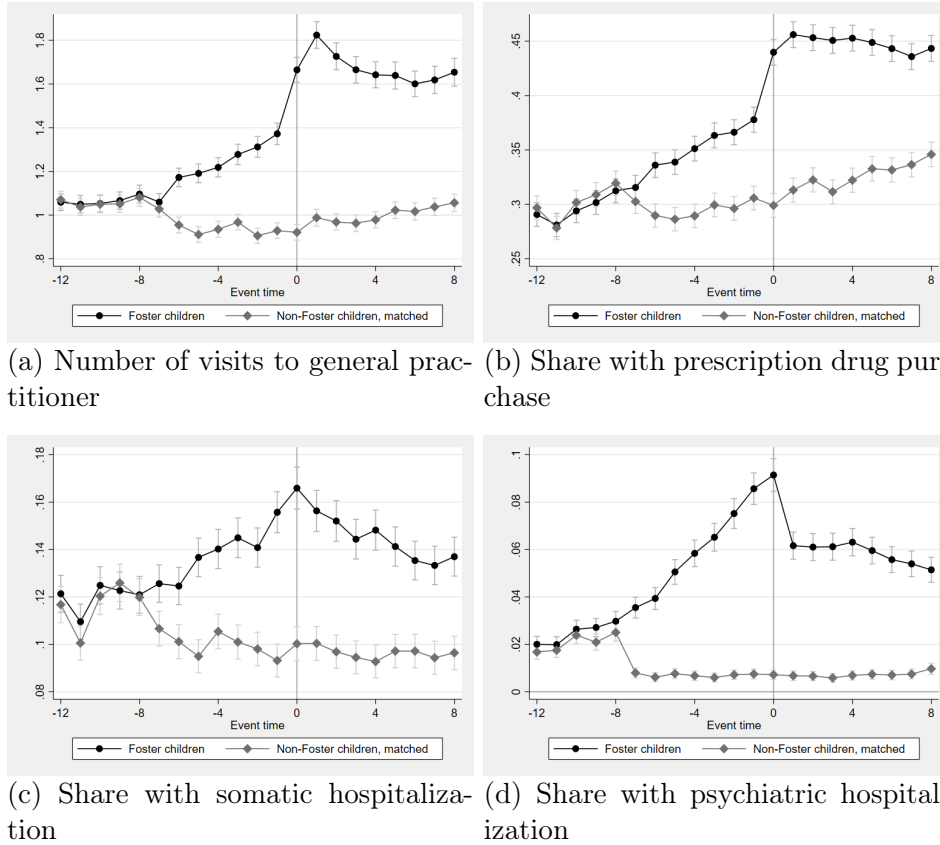 1.8
1.6
1.4
1.2
1
.8
-12 -8 -4 0 4 8
Event time
Foster children Non-Foster children, matched
(a) Number of visits to general prac-
titioner
.45
.4
.35
.3
.25
-12 -8 -4 0 4 8
Event time
Foster children Non-Foster children, matched
(b) Share with prescription drug pur
chase
.18
.16
.14
.12
.1
.08
-12 -8 -4 0 4 8
Event time
Foster children Non-Foster children, matched
(c) Share with somatic hospitaliza-
tion
.1
.08
.06
.04
.02
0
-12 -8 -4 0 4 8
Event time
Foster children Non-Foster children, matched
(d) Share with psychiatric hospital
ization